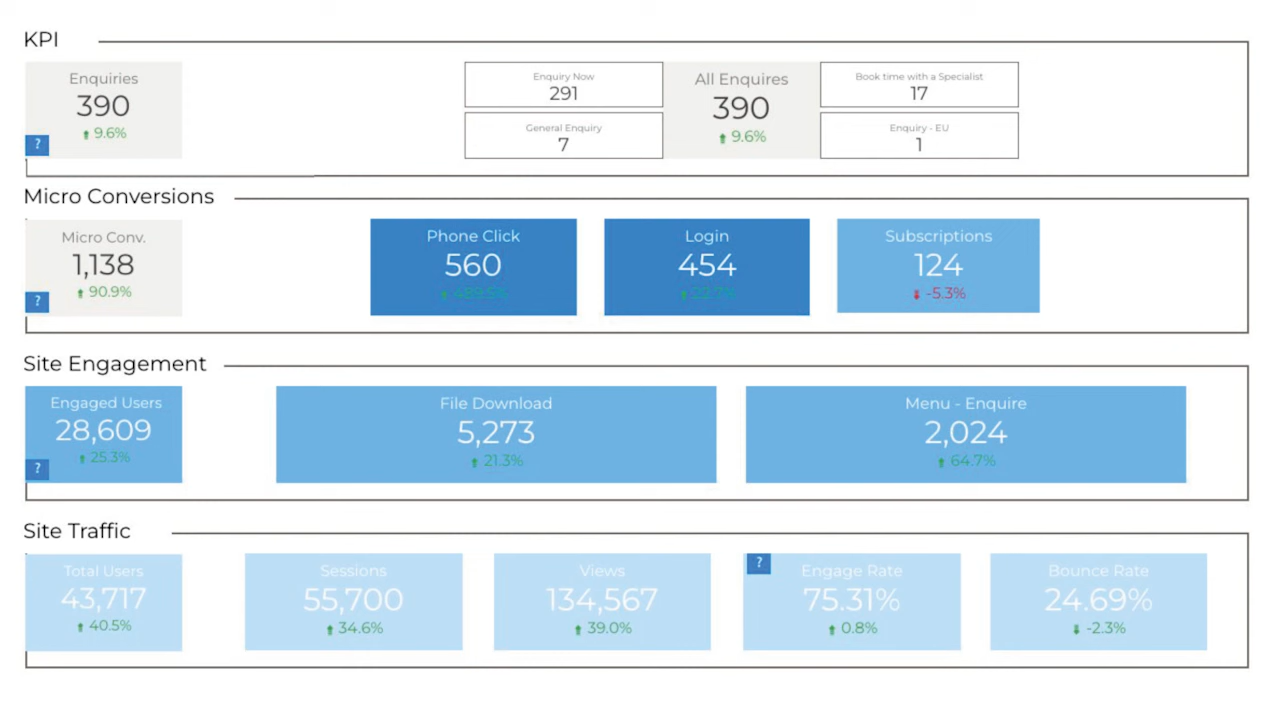 KPI
Enquiries
390
9.6%
?
Enquiry Now
291
General Enquiry
7
All Enquires
390
9.6%
Book time with a Specialist
17
Enquiry - EU
1
Micro Conversions
Micro Conv.
1,138
90.9%
?
Phone Click
560
Login
454
Subscriptions
124
-5.3%
Site Engagement
Engaged Users
28,609
25.3%
?
File Download
5,273
21.3%
Menu - Enquire
2,024
64.7%
Site Traffic
Total Users
43,717
40.5%
Sessions
55,700
34.6%
Views
134,567
39.0%
?
Engage Rate
75.31%
0.8%
Bounce Rate
24.69%
-2.3%